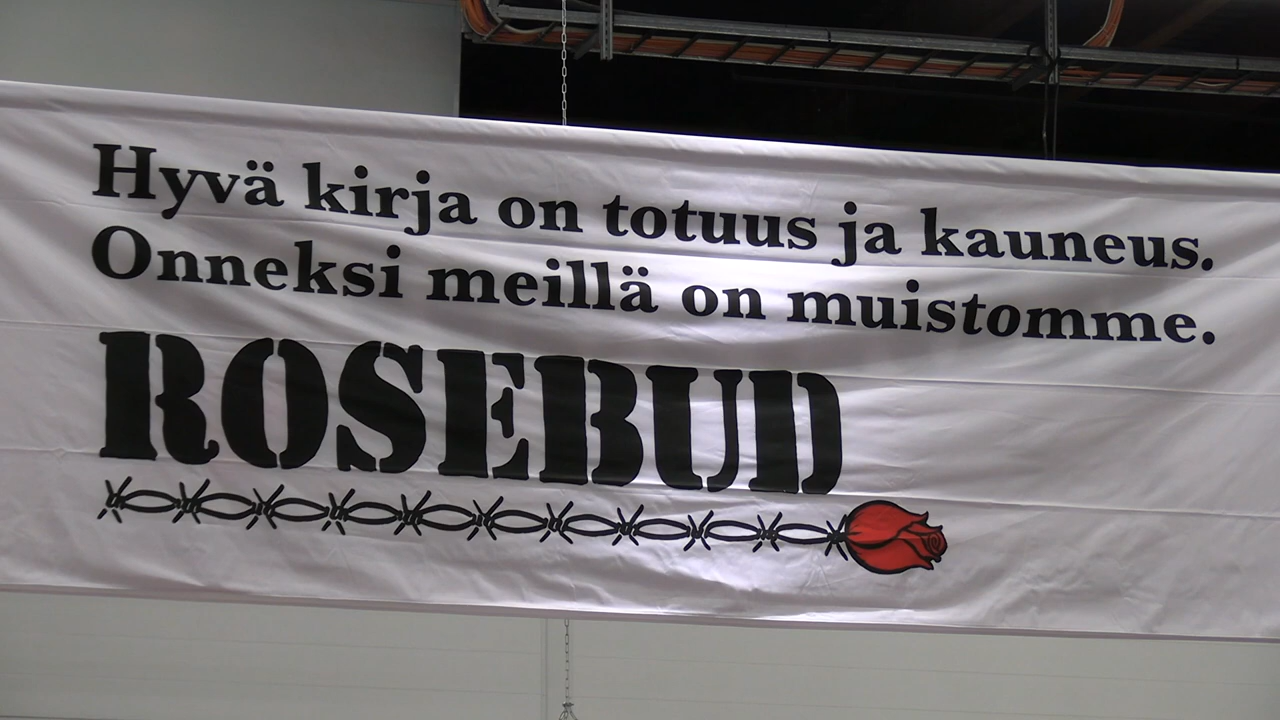 Hyvä kirja on totuus ja kauneus.
Onneksi meillä on muistomme.
ROSEBUD